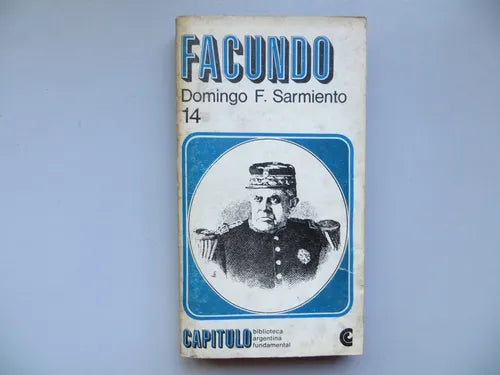 FACUNDO
Domingo F. Sarmiento
14
CAPITULO
biblioteca
argentina
fundamental